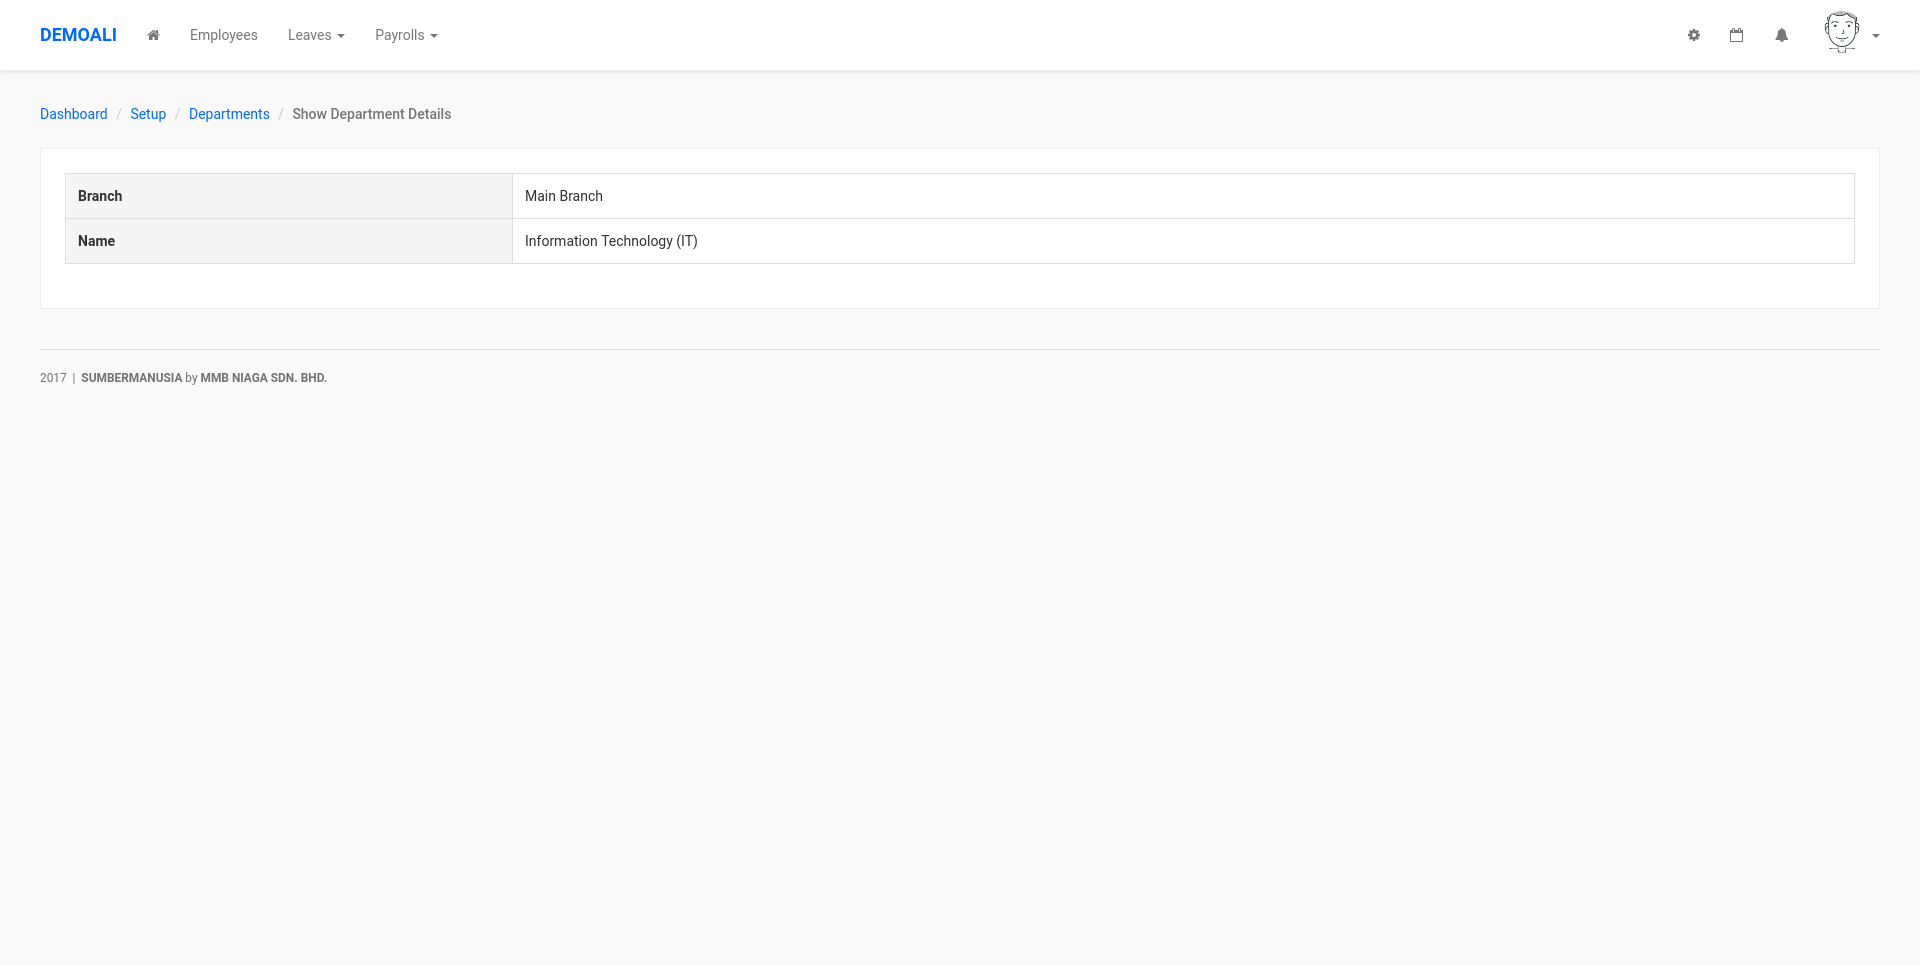 DEMOALI Employees Leaves Payrolls
Dashboard / Setup / Departments / Show Department Details
Branch Main Branch
Name Information Technology (IT)
2017 | SUMBERMANUSIA by MMB NIAGA SDN. BHD.